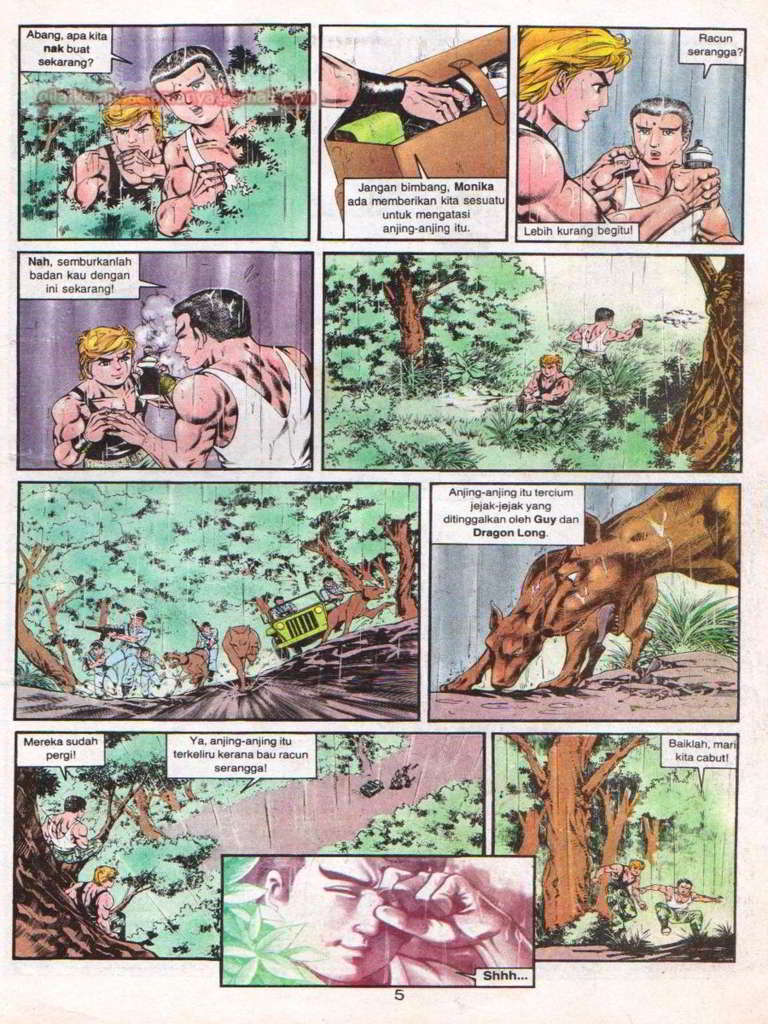 Abang, apa kita
nak buat
sekarang?
Jangan bimbang, Monika
ada memberikan kita sesuatu
untuk mengatasi
anjing-anjing itu.
Racun
serangga?
Lebih kurang begitu!
Nah, semburkanlah
badan kau dengan
ini sekarang!
Anjing-anjing itu tercium
jejak-jejak yang
ditinggalkan oleh Guy dan
Dragon Long.
Mereka sudah
pergi!
Ya, anjing-anjing itu
terkeliru kerana bau racun
serangga!
Baiklah, mari
kita cabut!
Shhh...
5